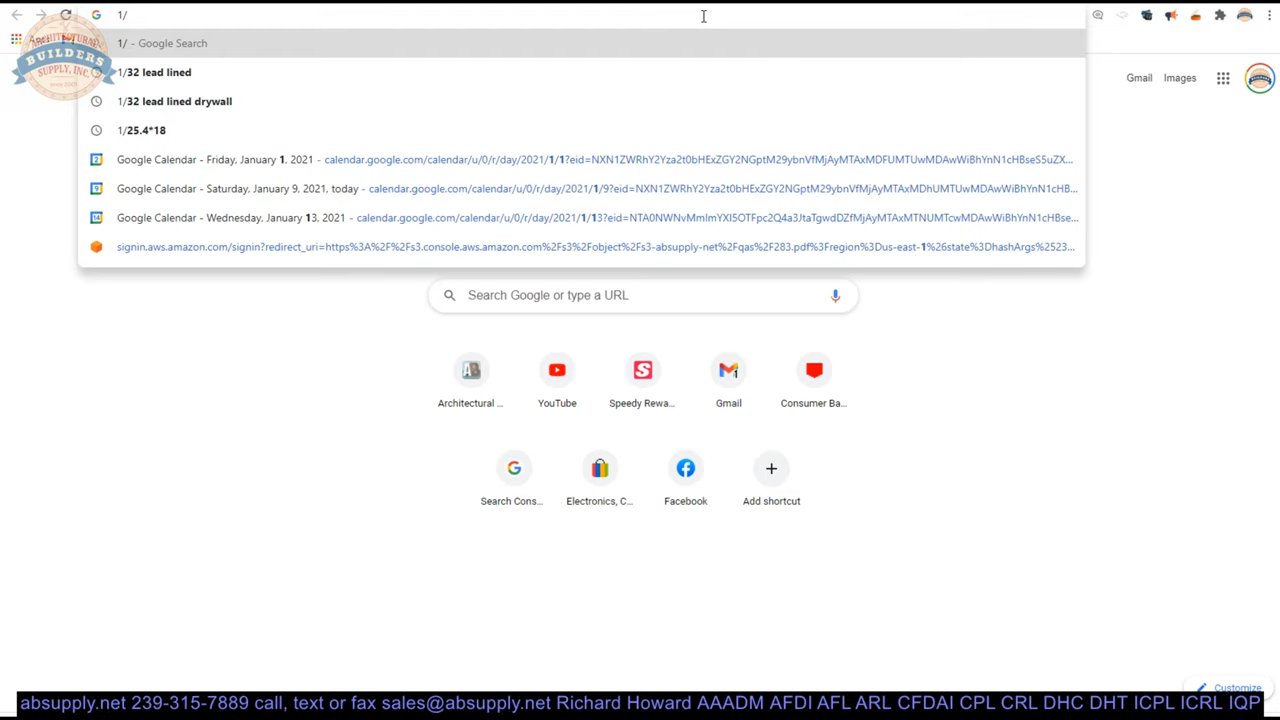 1/
1/ - Google Search
1/32 lead lined
1/32 lead lined drywall
1/25.4*18
Google Calendar - Friday, January 1, 2021 - calendar.google.com/calendar/u/0/r/day/2021/1/1?eid=NXN1ZWRhY2Yza2t0bHExZGY2NGptM29ybnVfMjAyMTAxMDFUMTUwMDAwWiBhYnN1cHBseS5uZX...
Google Calendar - Saturday, January 9, 2021, today - calendar.google.com/calendar/u/0/r/day/2021/1/9?eid=NXN1ZWRhY2Yza2t0bHExZGY2NGptM29ybnVfMjAyMTAxMDhUMTUwMDAwWiBhYnN1cHB...
Google Calendar - Wednesday, January 13, 2021 - calendar.google.com/calendar/u/0/r/day/2021/1/13?eid=NTA0NWNvMmlmYXI5OTFpc2Q4a3JtaTgwdDZfMjAyMTAxMTNUMTcwMDAwWiBhYnN1cHBse...
signin.aws.amazon.com/signin?redirect_uri=https%3A%2F%2Fs3.console.aws.amazon.com%2Fs3%2Fobject%2Fs3-absupply-net%2Fqas%2F283.pdf%3Fregion%3Dus-east-1%26state%3DhashArgs%2523...
ARCHITECTURAL
BUILDERS
SUPPLY, INC.
since 2009
Gmail
Images
Search Google or type a URL
Architectural ...
YouTube
Speedy Rewa...
Gmail
Consumer Ba...
Search Cons...
Electronics, C...
Facebook
Add shortcut
Customize
absupply.net 239-315-7889 call, text or fax sales@absupply.net Richard Howard AAADM AFDI AFL ARL CFDAI CPL CRL DHC DHT ICPL ICRL IQP